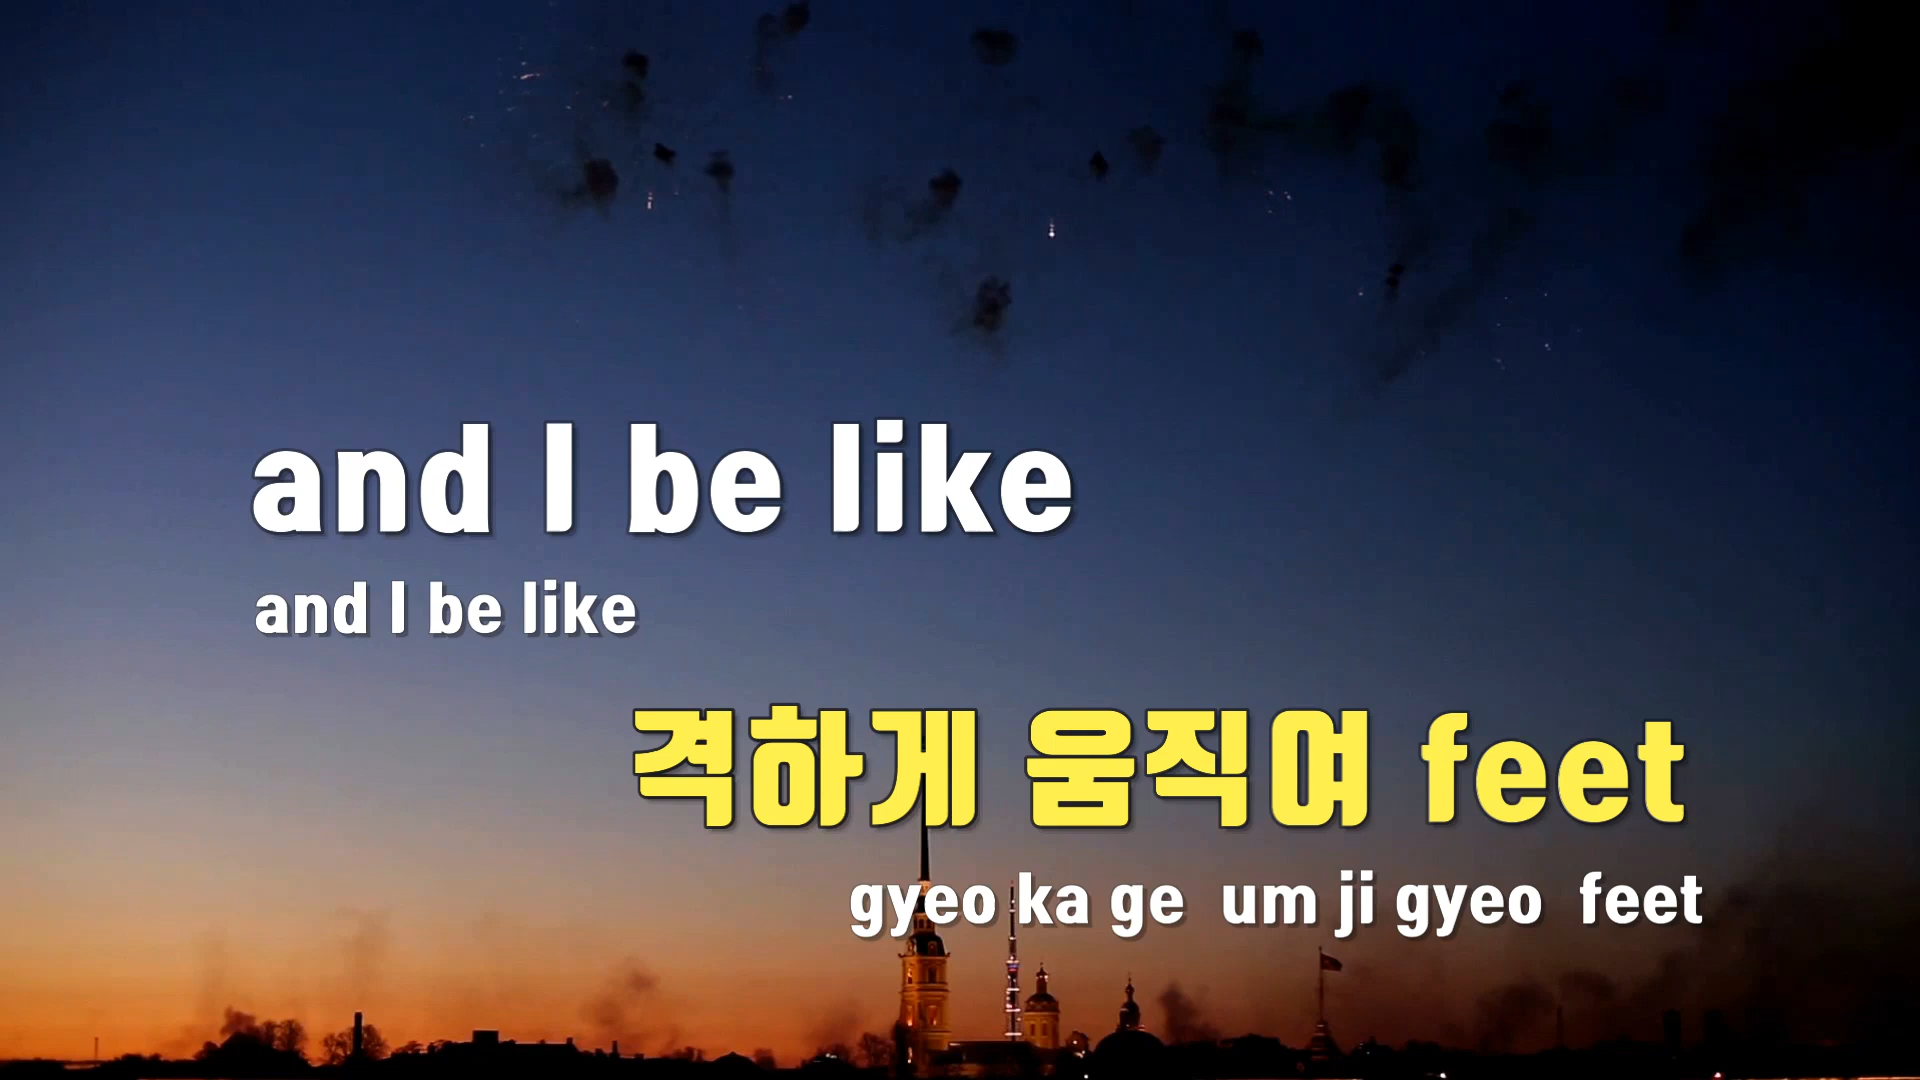 and I be like
and I be like
격하게 움직여 feet
gyeo ka ge um ji gyeo feet